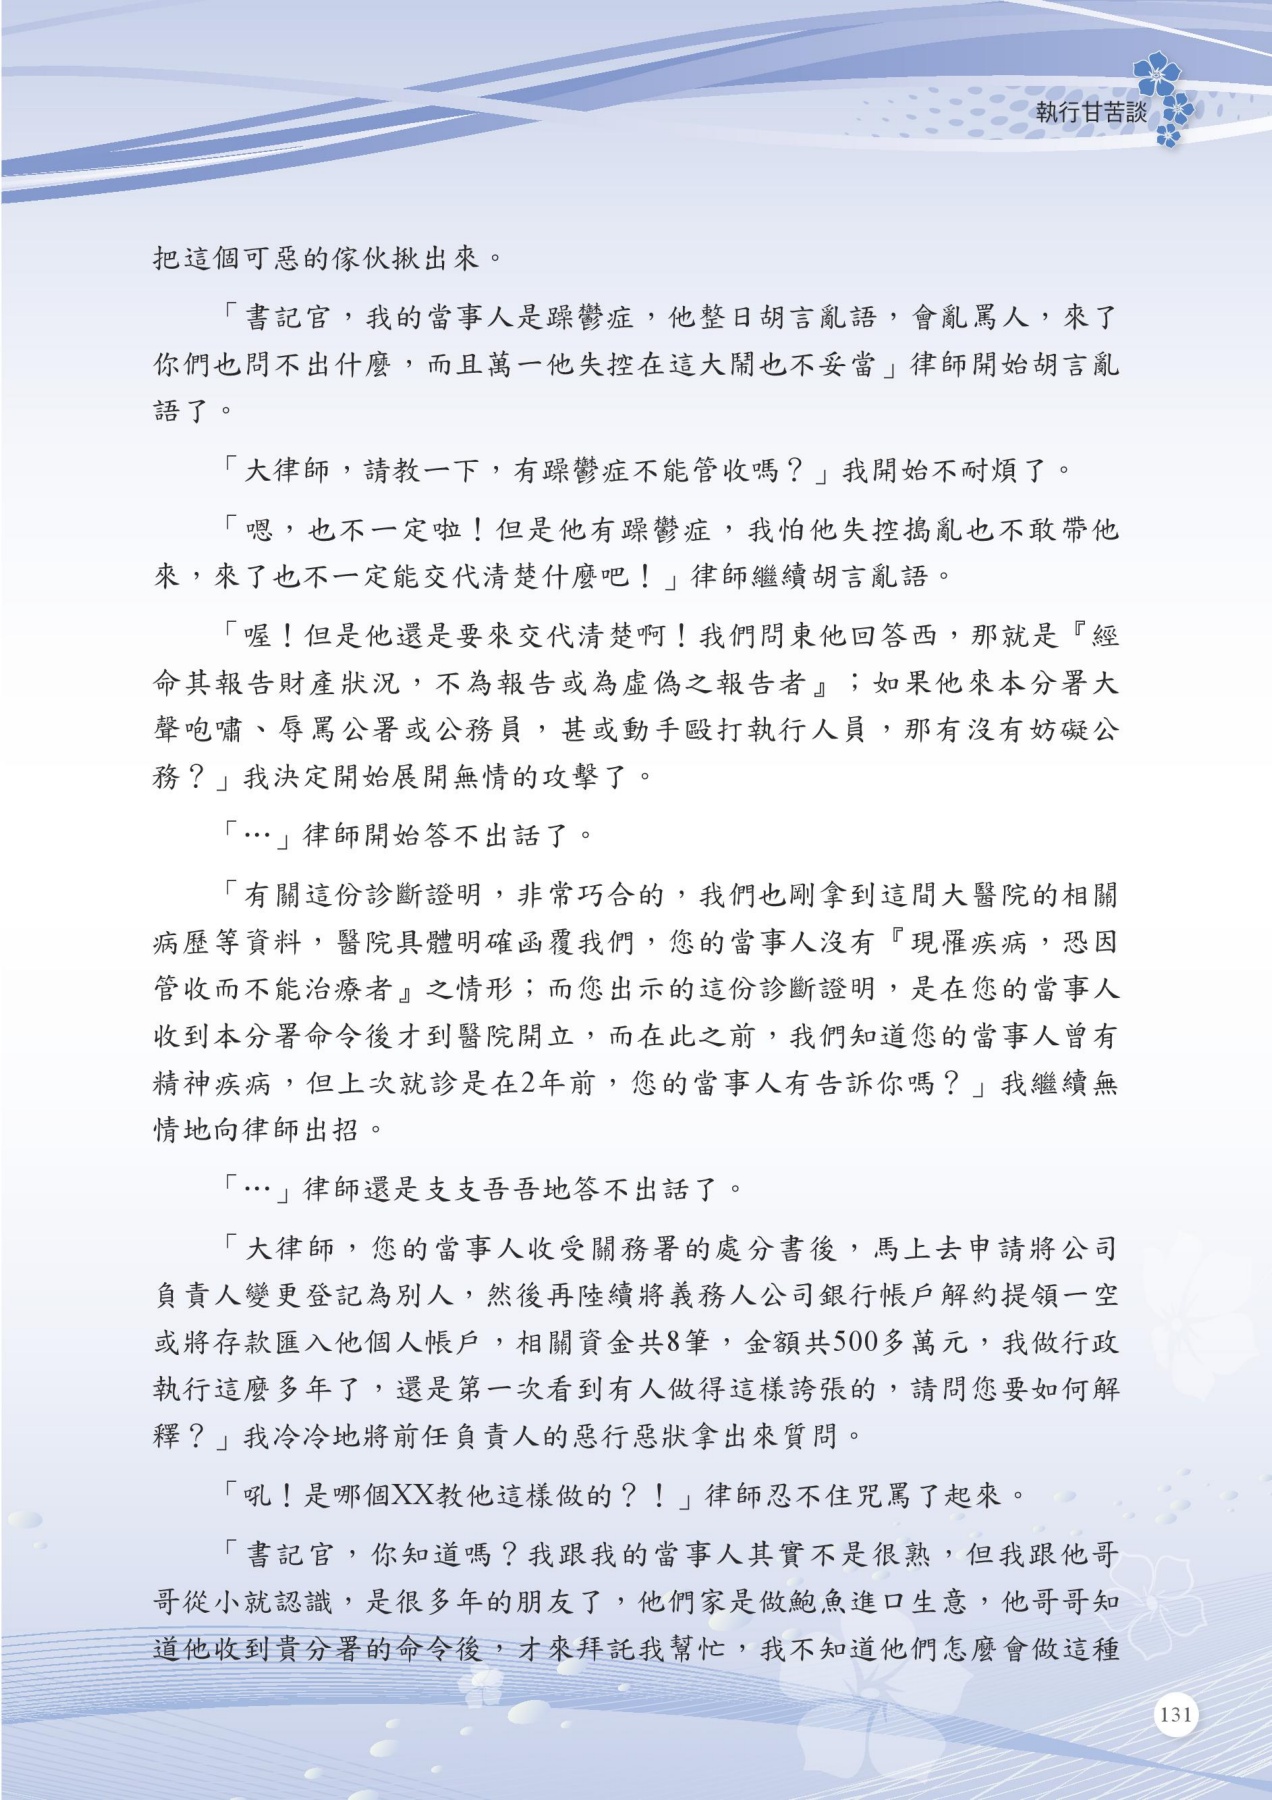 執行甘苦談
把這個可惡的傢伙揪出來。
「書記官，我的當事人是躁鬱症，他整日胡言亂語，會亂罵人，來了
你們也問不出什麼，而且萬一他失控在這大鬧也不妥當」律師開始胡言亂
語了。
「大律師，請教一下，有躁鬱症不能管收嗎？」我開始不耐煩了。
「嗯，也不一定啦！但是他有躁鬱症，我怕他失控搗亂也不敢帶他
來，來了也不一定能交代清楚什麼吧！」律師繼續胡言亂語。
「喔！但是他還是要來交代清楚啊！我們問東他回答西，那就是『經
命其報告財產狀況，不為報告或為虛偽之報告者』；如果他來本分署大
聲咆嘯、辱罵公署或公務員，甚或動手毆打執行人員，那有沒有妨礙公
務？」我決定開始展開無情的攻擊了。
「…」律師開始答不出話了。
「有關這份診斷證明，非常巧合的，我們也剛拿到這間大醫院的相關
病歷等資料，醫院具體明確函覆我們，您的當事人沒有『現罹疾病，恐因
管收而不能治療者』之情形；而您出示的這份診斷證明，是在您的當事人
收到本分署命令後才到醫院開立，而在此之前，我們知道您的當事人曾有
精神疾病，但上次就診是在2年前，您的當事人有告訴你嗎？」我繼續無
情地向律師出招。
「…」律師還是支支吾吾地答不出話了。
「大律師，您的當事人收受關務署的處分書後，馬上去申請將公司
負責人變更登記為別人，然後再陸續將義務人公司銀行帳戶解約提領一空
或將存款匯入他個人帳戶，相關資金共8筆，金額共500多萬元，我做行政
執行這麼多年了，還是第一次看到有人做得這樣誇張的，請問您要如何解
釋？」我冷冷地將前任負責人的惡行惡狀拿出來質問。
「吼！是哪個XX教他這樣做的？！」律師忍不住咒罵了起來。
「書記官，你知道嗎？我跟我的當事人其實不是很熟，但我跟他哥
哥從小就認識，是很多年的朋友了，他們家是做鮑魚進口生意，他哥哥知
道他收到貴分署的命令後，才來拜託我幫忙，我不知道他們怎麼會做這種
131